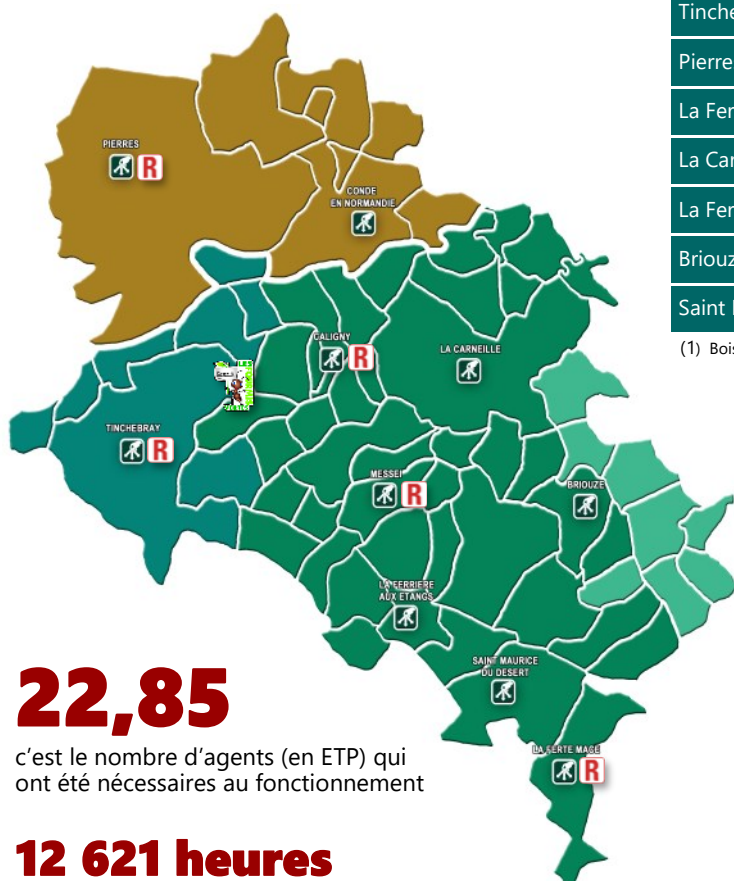 Tinche
Pierre
La Fer
La Car
La Fer
Briouz
Saint
(1) Bois
PIERRES
R
CONDE
EN NORMANDIE
CALIGNY
R
LA CARNEILLE
TINCHEBRAY
R
MESSEI
R
BRIOUZE
LA FERRIERE
AUX ETANGS
SAINT MAURICE
DU DESERT
LA FERTE MACE
R
22,85
c’est le nombre d’agents (en ETP) qui
ont été nécessaires au fonctionnement
12 621 heures